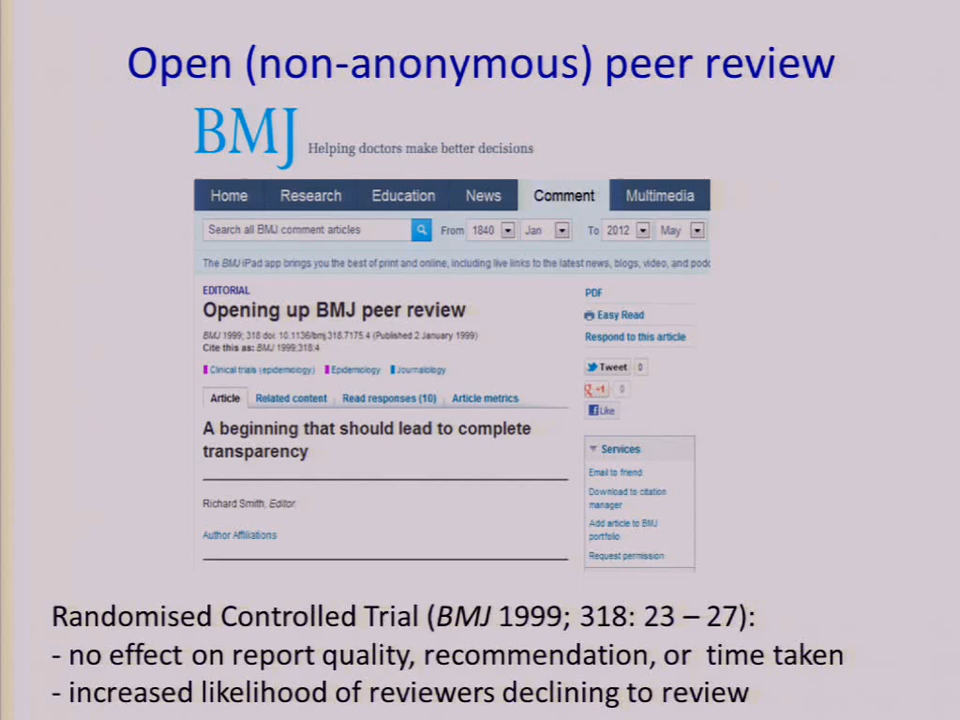 Open (non-anonymous) peer review
BMJ Helping doctors make better decisions
Home Research Education News Comment Multimedia
Search all BMJ comment articles From 1840 Jan To 2012 May
The BMJ iPad app brings you the best of print and online, including live links to the latest news, blogs, video, and podc
EDITORIAL
Opening up BMJ peer review
BMJ 1999; 318 doi: 10.1136/bmj.318.7175.4 (Published 2 January 1999)
Cite this as: BMJ 1999;318:4
Clinical trials (epidemiology) Epidemiology Journalology
Article Related content Read responses (10) Article metrics
A beginning that should lead to complete
transparency
Richard Smith, Editor
Author Affiliations
PDF
Easy Read
Respond to this article
Tweet 0
+1 0
Like
Services
Email to friend
Download to citation
manager
Add article to BMJ
portfolio
Request permission
Randomised Controlled Trial (BMJ 1999; 318: 23 – 27):
- no effect on report quality, recommendation, or time taken
- increased likelihood of reviewers declining to review